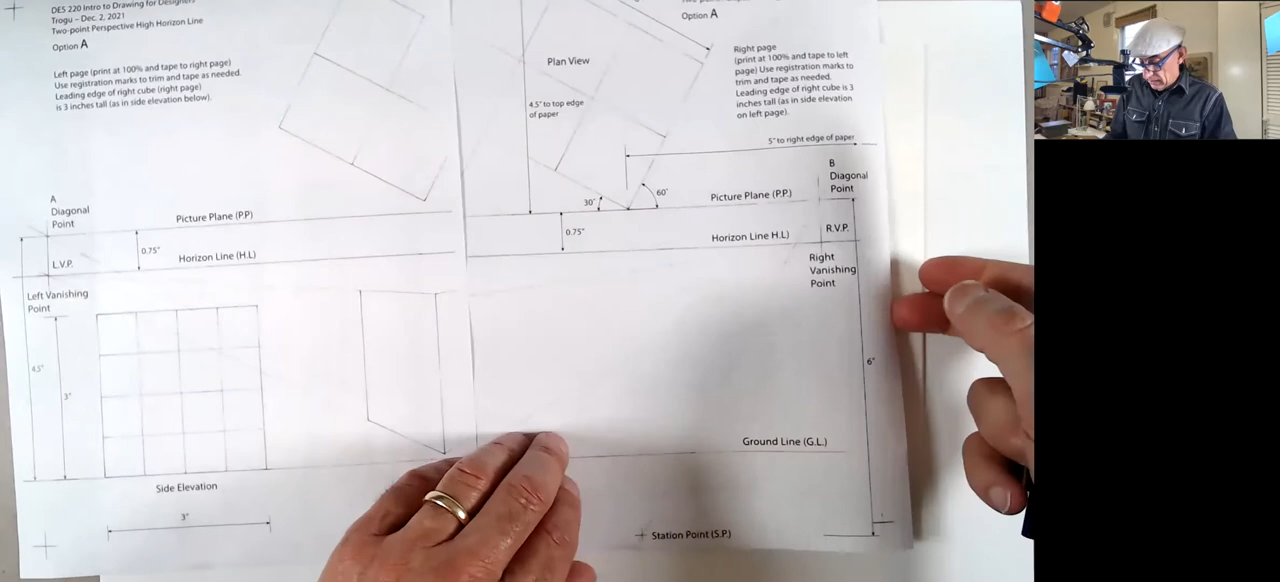 DES 220 Intro to Drawing for Designers
Trogu – Dec. 2, 2021
Two-point Perspective High Horizon Line
Option A
Left page (print at 100% and tape to right page)
Use registration marks to trim and tape as needed.
Leading edge of right cube (right page)
is 3 inches tall (as in side elevation below).
Option A
Right page
(print at 100% and tape to left
page) Use registration marks to
trim and tape as needed.
Leading edge of right cube is 3
inches tall (as in side elevation
on left page).
Plan View
4.5" to top edge
of paper
5" to right edge of paper
30°
60°
A
Diagonal
Point
Picture Plane (P.P)
Picture Plane (P.P.)
B
Diagonal
Point
0.75"
0.75"
L.V.P.
Horizon Line (H.L)
Horizon Line H.L)
R.V.P.
Left Vanishing
Point
Right
Vanishing
Point
4.5"
3"
6"
Ground Line (G.L.)
Side Elevation
3"
Station Point (S.P.)